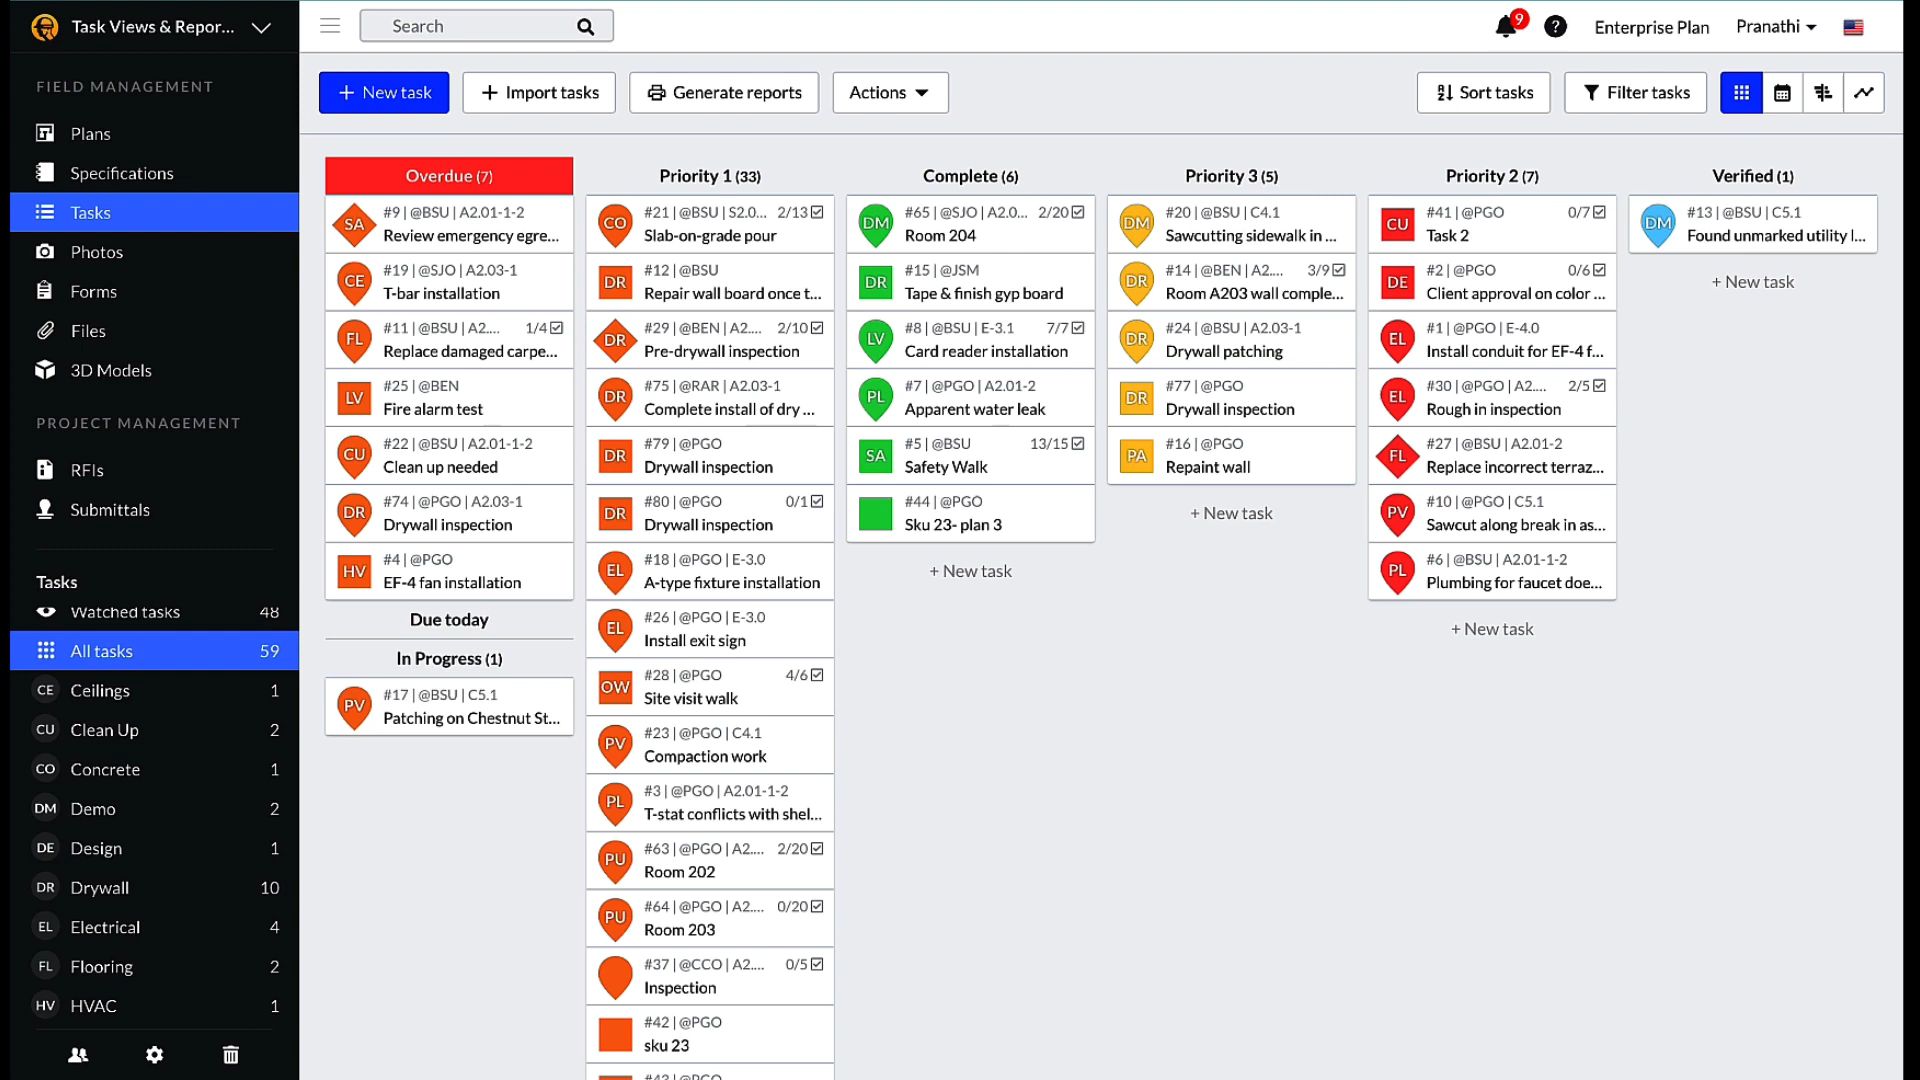 Task Views & Repor...
Search
9
?
Enterprise Plan
Pranathi
FIELD MANAGEMENT
Plans
Specifications
Tasks
Photos
Forms
Files
3D Models
PROJECT MANAGEMENT
RFIs
Submittals
Tasks
Watched tasks 48
All tasks 59
CE Ceilings 1
CU Clean Up 2
CO Concrete 1
DM Demo 2
DE Design 1
DR Drywall 10
EL Electrical 4
FL Flooring 2
HV HVAC 1
+ New task
+ Import tasks
Generate reports
Actions
Sort tasks
Filter tasks
Overdue (7)
SA #9 | @BSU | A2.01-1-2
Review emergency egre...
CE #19 | @SJO | A2.03-1
T-bar installation
FL #11 | @BSU | A2.... 1/4
Replace damaged carpe...
LV #25 | @BEN
Fire alarm test
CU #22 | @BSU | A2.01-1-2
Clean up needed
DR #74 | @PGO | A2.03-1
Drywall inspection
HV #4 | @PGO
EF-4 fan installation
Due today
In Progress (1)
PV #17 | @BSU | C5.1
Patching on Chestnut St...
Priority 1 (33)
CO #21 | @BSU | S2.0... 2/13
Slab-on-grade pour
DR #12 | @BSU
Repair wall board once t...
DR #29 | @BEN | A2.... 2/10
Pre-drywall inspection
DR #75 | @RAR | A2.03-1
Complete install of dry ...
DR #79 | @PGO
Drywall inspection
DR #80 | @PGO 0/1
Drywall inspection
EL #18 | @PGO | E-3.0
A-type fixture installation
EL #26 | @PGO | E-3.0
Install exit sign
OW #28 | @PGO 4/6
Site visit walk
PV #23 | @PGO | C4.1
Compaction work
PL #3 | @PGO | A2.01-1-2
T-stat conflicts with shel...
PU #63 | @PGO | A2.... 2/20
Room 202
PU #64 | @PGO | A2.... 0/20
Room 203
#37 | @CCO | A2.... 0/5
Inspection
#42 | @PGO
sku 23
Complete (6)
DM #65 | @SJO | A2.0... 2/20
Room 204
DR #15 | @JSM
Tape & finish gyp board
LV #8 | @BSU | E-3.1 7/7
Card reader installation
PL #7 | @PGO | A2.01-2
Apparent water leak
SA #5 | @BSU 13/15
Safety Walk
#44 | @PGO
Sku 23- plan 3
+ New task
Priority 3 (5)
DM #20 | @BSU | C4.1
Sawcutting sidewalk in ...
DR #14 | @BEN | A2.... 3/9
Room A203 wall comple...
DR #24 | @BSU | A2.03-1
Drywall patching
DR #77 | @PGO
Drywall inspection
PA #16 | @PGO
Repaint wall
+ New task
Priority 2 (7)
CU #41 | @PGO 0/7
Task 2
DE #2 | @PGO 0/6
Client approval on color ...
EL #1 | @PGO | E-4.0
Install conduit for EF-4 f...
EL #30 | @PGO | A2.... 2/5
Rough in inspection
FL #27 | @BSU | A2.01-2
Replace incorrect terraz...
PV #10 | @PGO | C5.1
Sawcut along break in as...
PL #6 | @BSU | A2.01-1-2
Plumbing for faucet doe...
+ New task
Verified (1)
DM #13 | @BSU | C5.1
Found unmarked utility l...
+ New task